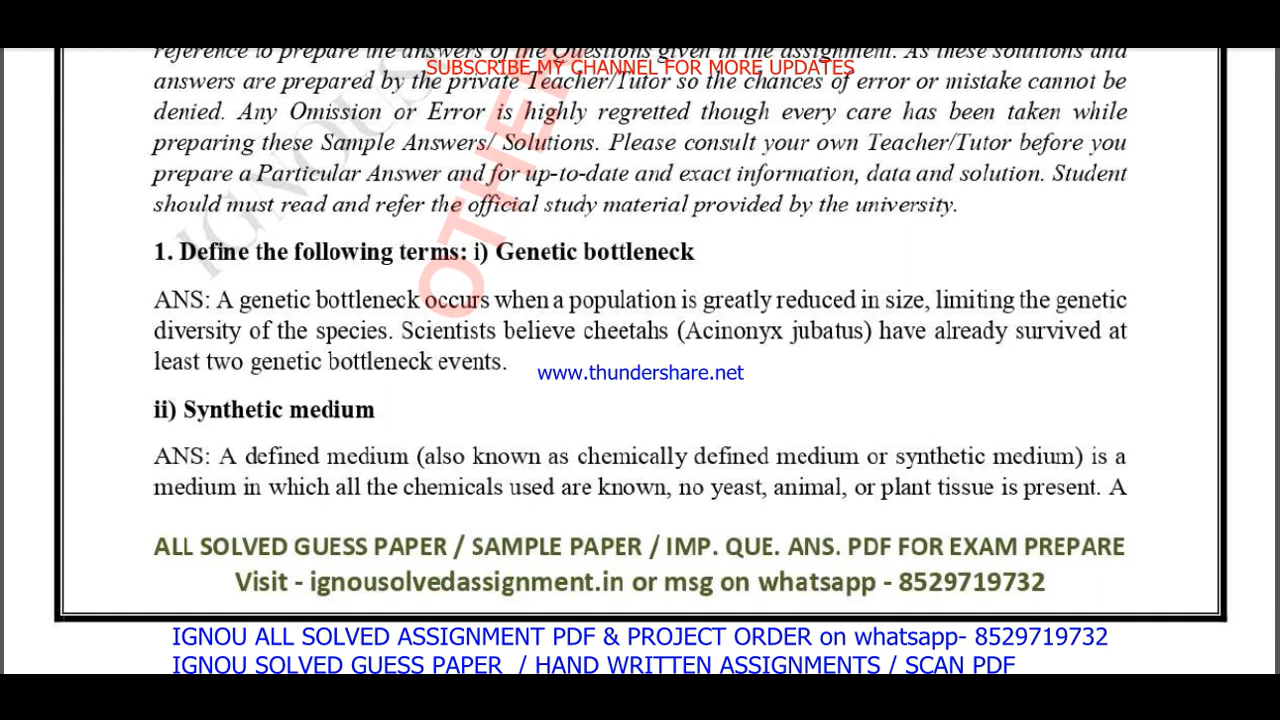 reference to prepare the answers of the Questions given in the assignment. As these solutions and
SUBSCRIBE MY CHANNEL FOR MORE UPDATES
answers are prepared by the private Teacher/Tutor so the chances of error or mistake cannot be
denied. Any Omission or Error is highly regretted though every care has been taken while
preparing these Sample Answers/ Solutions. Please consult your own Teacher/Tutor before you
prepare a Particular Answer and for up-to-date and exact information, data and solution. Student
should must read and refer the official study material provided by the university.
IGNOUS
OTHER
1. Define the following terms: i) Genetic bottleneck
ANS: A genetic bottleneck occurs when a population is greatly reduced in size, limiting the genetic
diversity of the species. Scientists believe cheetahs (Acinonyx jubatus) have already survived at
least two genetic bottleneck events.
www.thundershare.net
ii) Synthetic medium
ANS: A defined medium (also known as chemically defined medium or synthetic medium) is a
medium in which all the chemicals used are known, no yeast, animal, or plant tissue is present. A
ALL SOLVED GUESS PAPER / SAMPLE PAPER / IMP. QUE. ANS. PDF FOR EXAM PREPARE
Visit - ignousolvedassignment.in or msg on whatsapp - 8529719732
IGNOU ALL SOLVED ASSIGNMENT PDF & PROJECT ORDER on whatsapp- 8529719732
IGNOU SOLVED GUESS PAPER / HAND WRITTEN ASSIGNMENTS / SCAN PDF